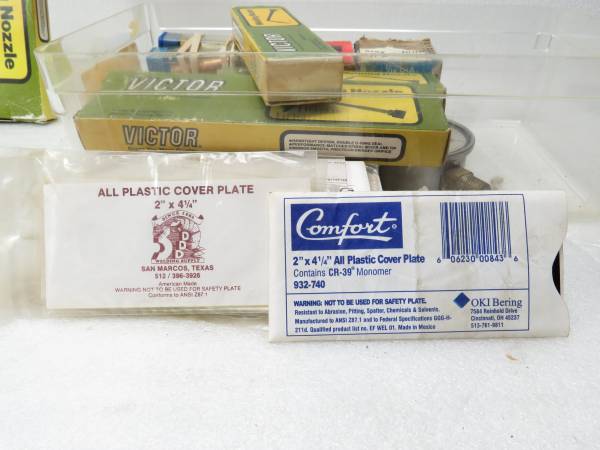 Nozzle
VICTOR
VICTOR
VICTOR
Nozzle
ALL PLASTIC COVER PLATE
2" x 4¼"
SINCE 1985
3 D
WELDING SUPPLY
SAN MARCOS, TEXAS
512 / 396-3926
American Made
WARNING NOT TO BE USED FOR SAFETY PLATE
Conforms to ANSI Z87.1
Comfort®
2" x 4¼" All Plastic Cover Plate
Contains CR-39® Monomer
932-740
6 06230 00843 6
WARNING: NOT TO BE USED FOR SAFETY PLATE.
Resistant to Abrasion, Pitting, Spatter, Chemicals & Solvents.
Manufactured to ANSI Z87.1 and to Federal Specifications GGG-H-
211d. Qualified product list no. EF WEL 01. Made in Mexico
OKI Bering
7584 Reinhold Drive
Cincinnati, OH 45237
513-761-9811